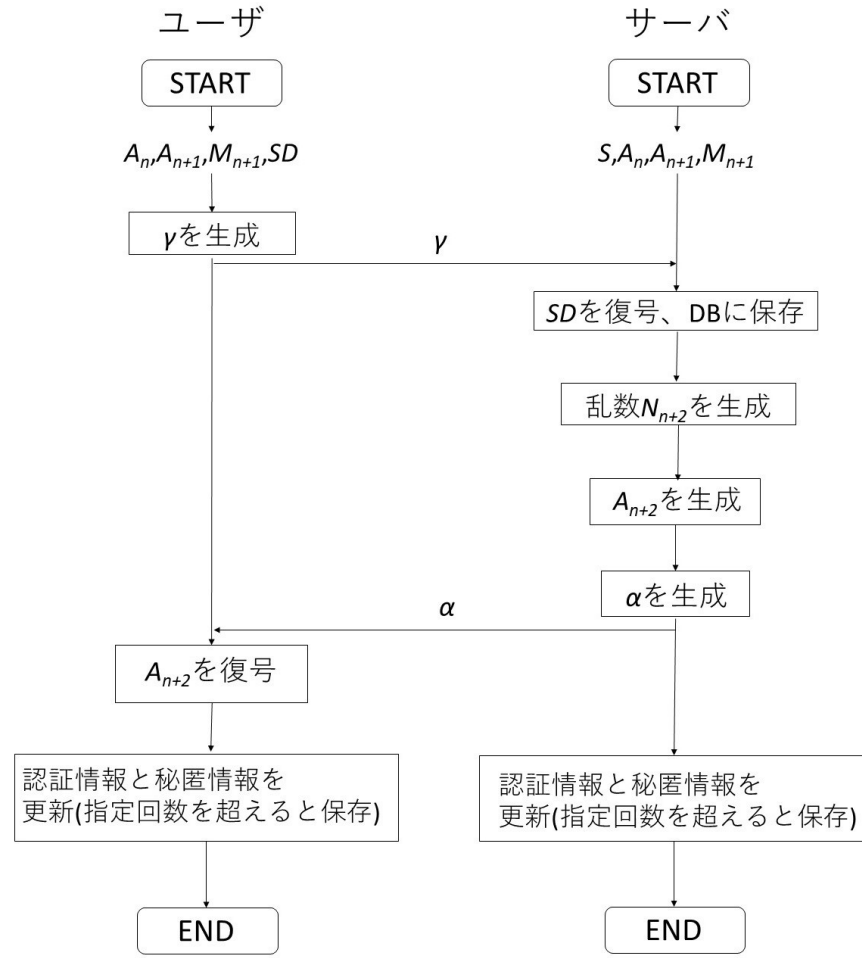 ユーザ
サーバ
START
START
An,An+1,Mn+1,SD
S,An,An+1,Mn+1
γを生成
γ
SDを復号、DBに保存
乱数Nn+2を生成
An+2を生成
αを生成
α
An+2を復号
認証情報と秘匿情報を
更新(指定回数を超えると保存)
認証情報と秘匿情報を
更新(指定回数を超えると保存)
END
END